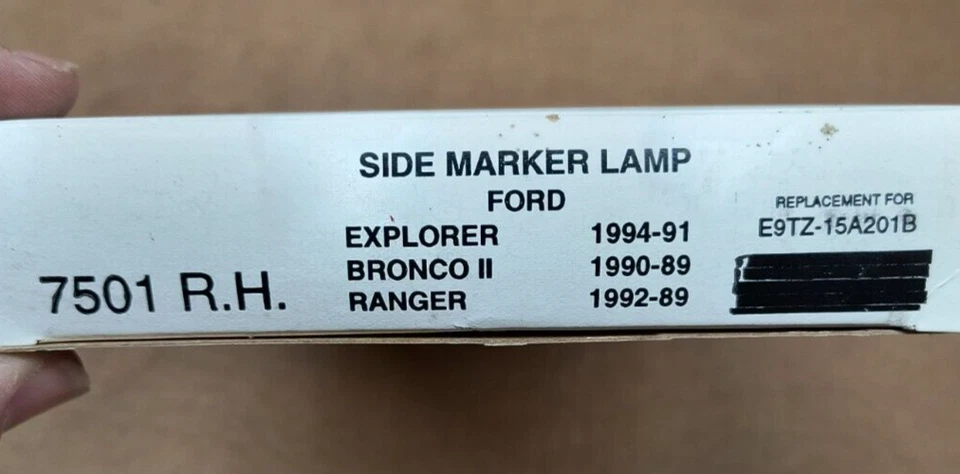 SIDE MARKER LAMP
FORD
EXPLORER 1994-91
BRONCO II 1990-89
RANGER 1992-89
7501 R.H.
REPLACEMENT FOR
E9TZ-15A201B